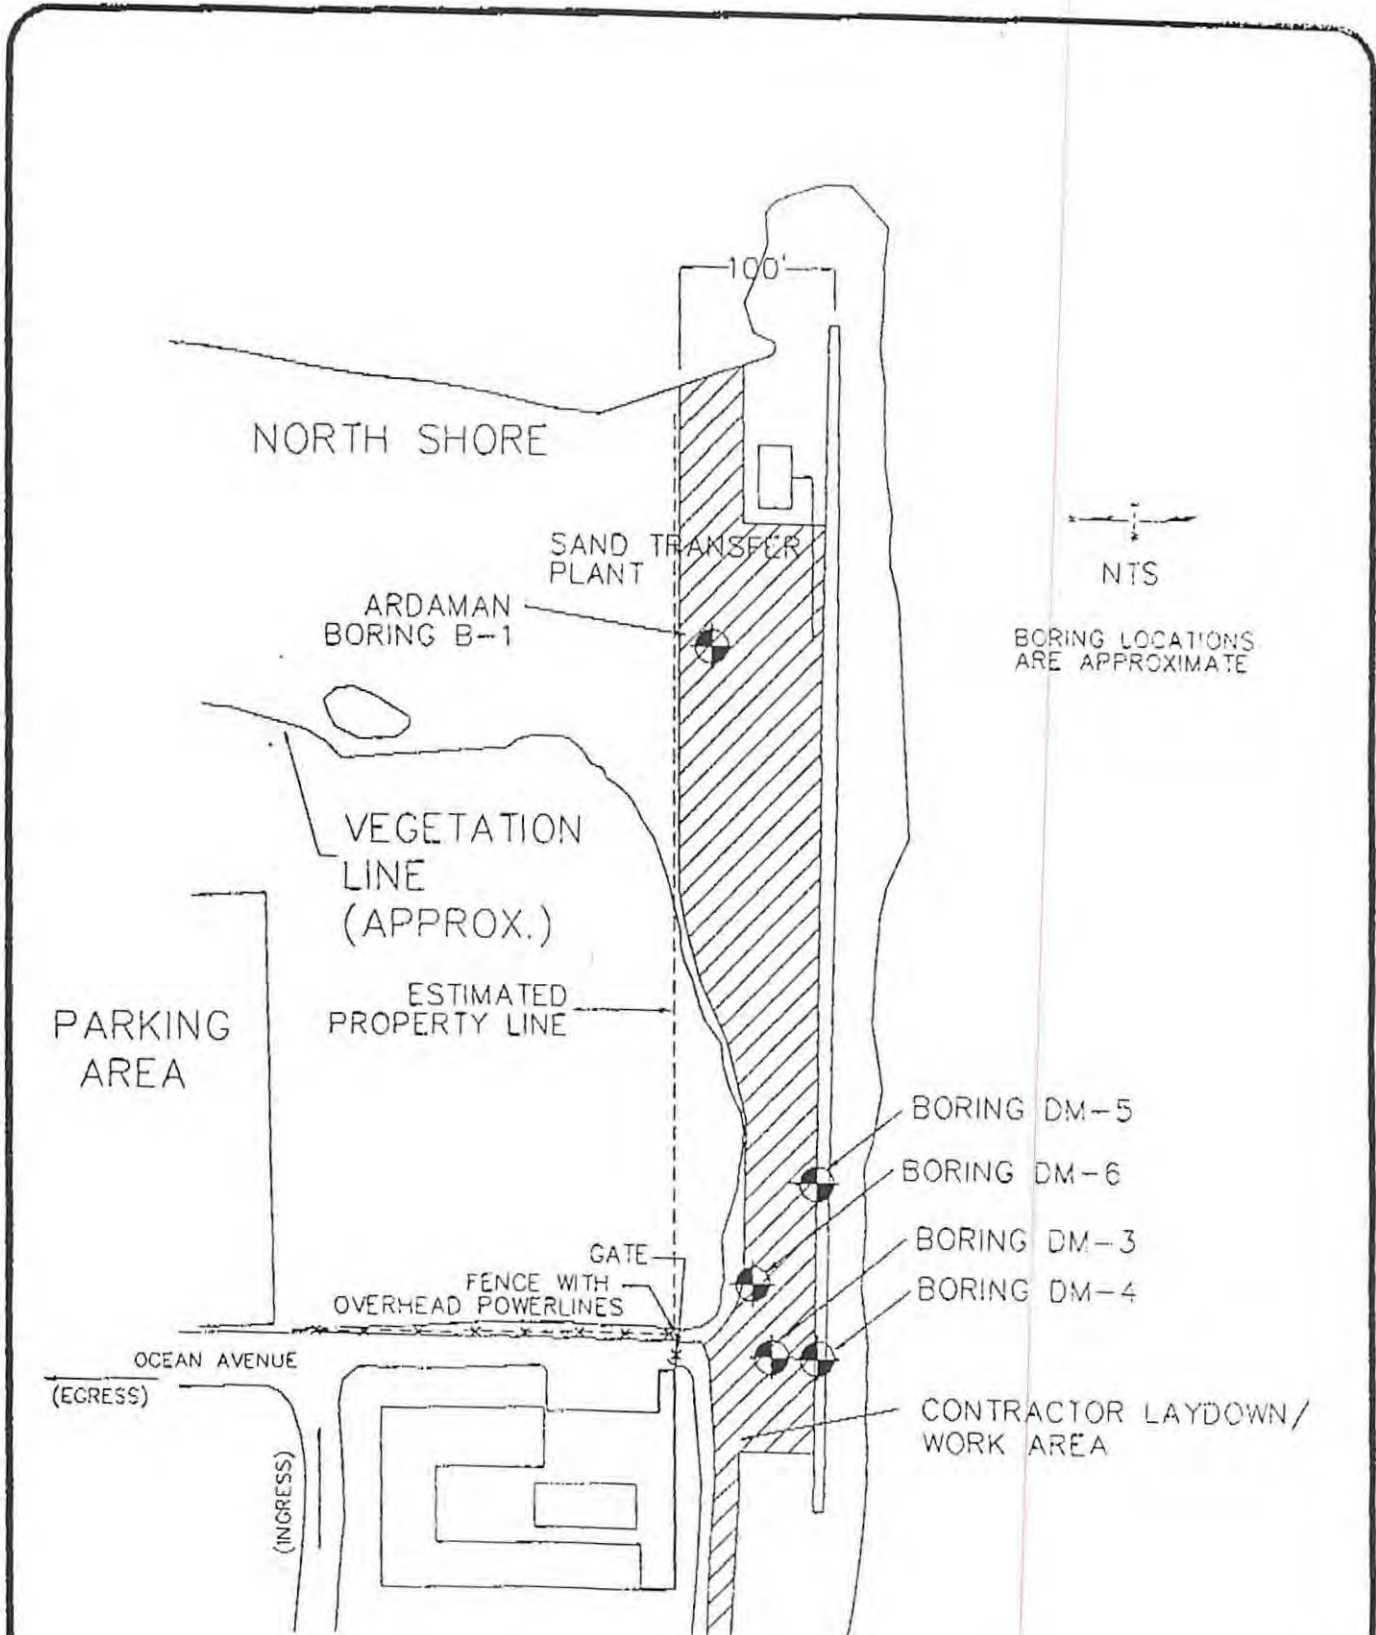 100'
NORTH SHORE
SAND TRANSFER
PLANT
NTS
ARDAMAN
BORING B-1
BORING LOCATIONS
ARE APPROXIMATE
VEGETATION
LINE
(APPROX.)
ESTIMATED
PROPERTY LINE
PARKING
AREA
BORING DM-5
BORING DM-6
BORING DM-3
BORING DM-4
GATE
FENCE WITH
OVERHEAD POWERLINES
OCEAN AVENUE
(EGRESS)
(INGRESS)
CONTRACTOR LAYDOWN/
WORK AREA